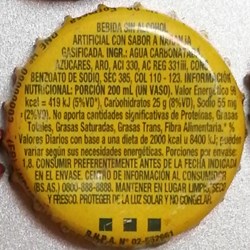 BEBIDA SIN ALCOHOL
ARTIFICIAL CON SABOR A NARANJA
GASIFICADA. INGR.: AGUA CARBONATADA,
AZUCARES, ARO, ACI 330, AC REG 331iii, CONS
BENZOATO DE SODIO, SEC 385, COL 110 - 123. INFORMACION
NUTRICIONAL: PORCION 200 mL (UN VASO). Valor Energético
kcal = 419 kJ (5%VD*), Carbohidratos 25 g (8%VD), Sodio 55 mg
(2%VD). No aporta cantidades significativas de Proteinas, Grasas
Totales, Grasas Saturadas, Grasas Trans, Fibra Alimentaria. * %
Valores Diarios con base a una dieta de 2000 kcal u 8400 kJ; pueden
variar según sus necesidades energéticas. Porciones por envase:
1,8. CONSUMIR PREFERENTEMENTE ANTES DE LA FECHA INDICADA
EN EL ENVASE. CENTRO DE INFORMACION AL CONSUMIDOR
(BS.AS.) 0800-888-8888. MANTENER EN LUGAR LIMPIO, SECO
Y FRESCO. PROTEGER DE LA LUZ SOLAR Y NO CONGELAR.
R.N.P.A. N° 02-